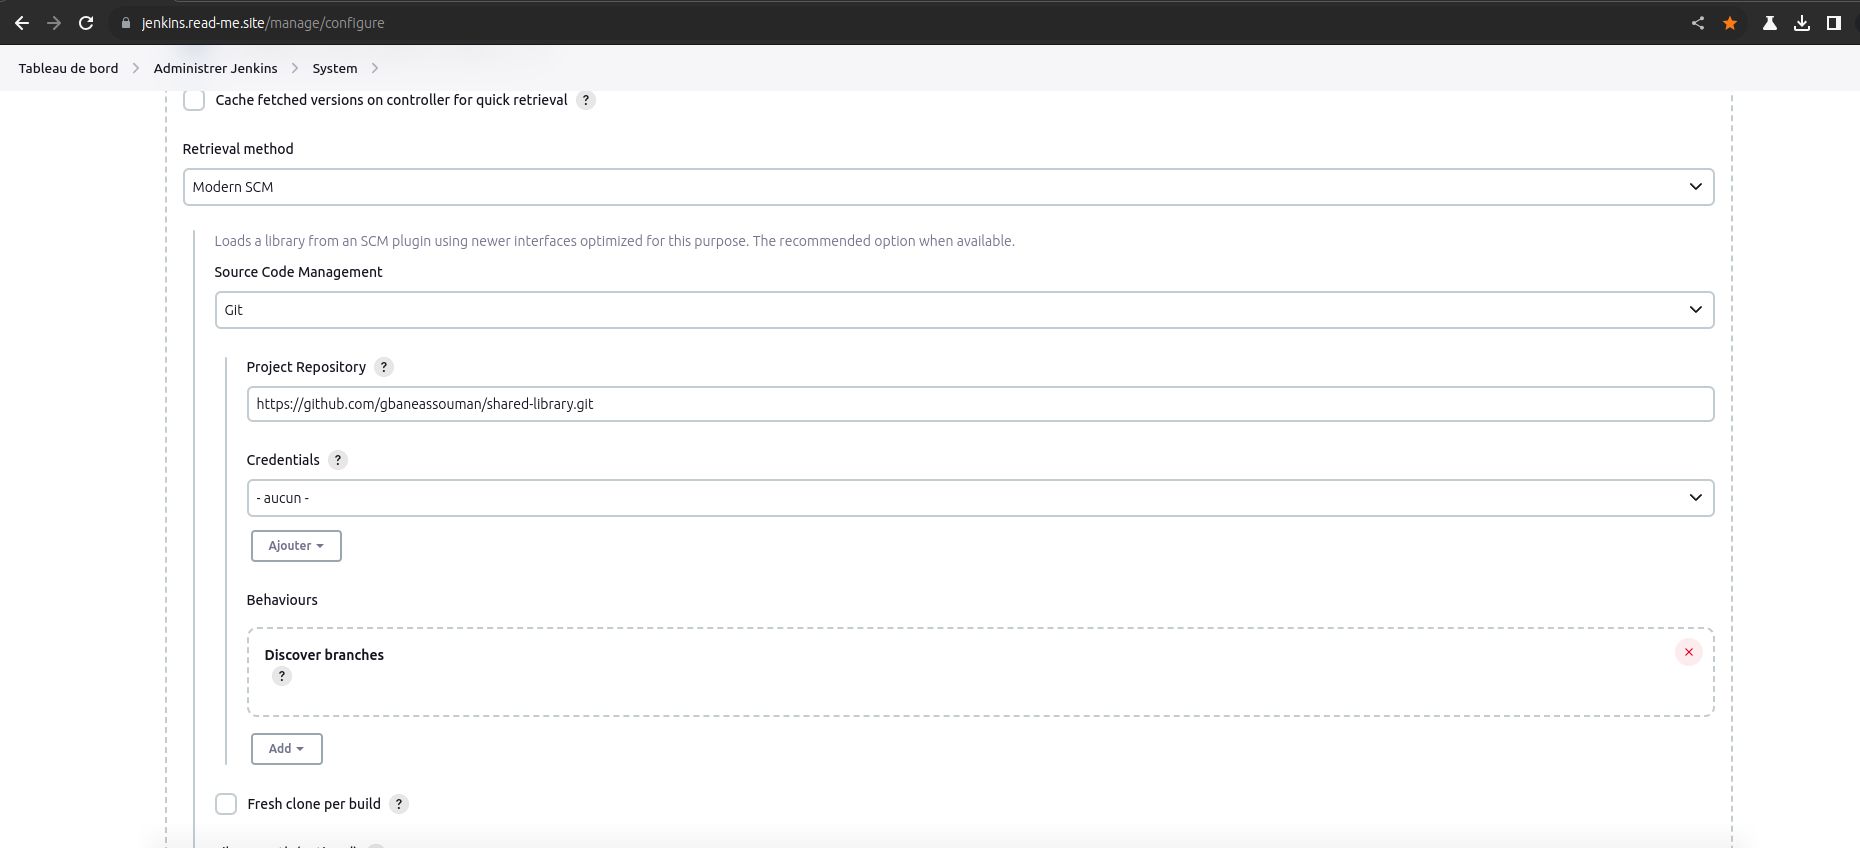 jenkins.read-me.site/manage/configure
Tableau de bord > Administrer Jenkins > System >
Cache fetched versions on controller for quick retrieval ?
Retrieval method
Modern SCM
Loads a library from an SCM plugin using newer interfaces optimized for this purpose. The recommended option when available.
Source Code Management
Git
Project Repository ?
https://github.com/gbaneassouman/shared-library.git
Credentials ?
- aucun -
Ajouter
Behaviours
Discover branches
?
Add
Fresh clone per build ?